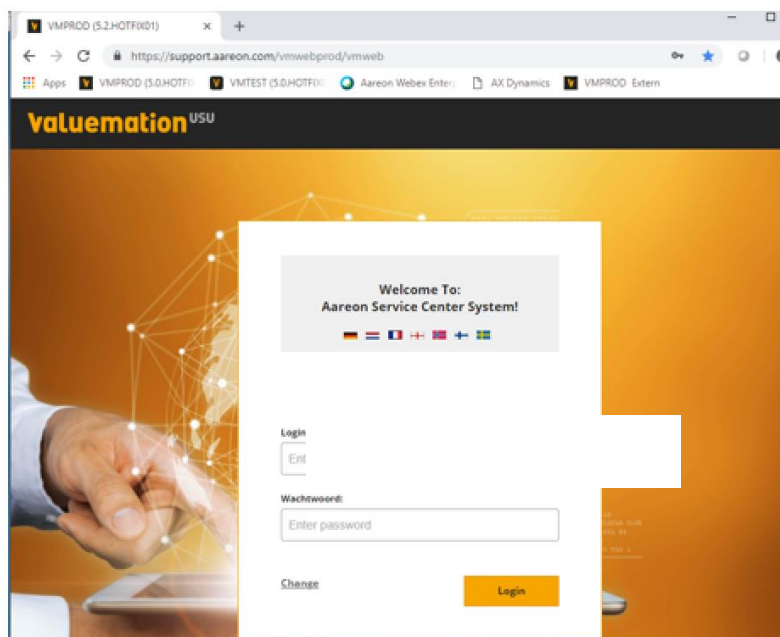 VMPROD (5.2.HOTFIX01)
https://support.aareon.com/vmwebprod/vmweb
Apps VMPROD (5.0.HOTFI VMTEST (5.0.HOTFIX Aareon Webex Enter AX Dynamics VMPROD Extern
valuemation USU
Welcome To:
Aareon Service Center System!
Login
Ent
Wachtwoord:
Enter password
Change Login